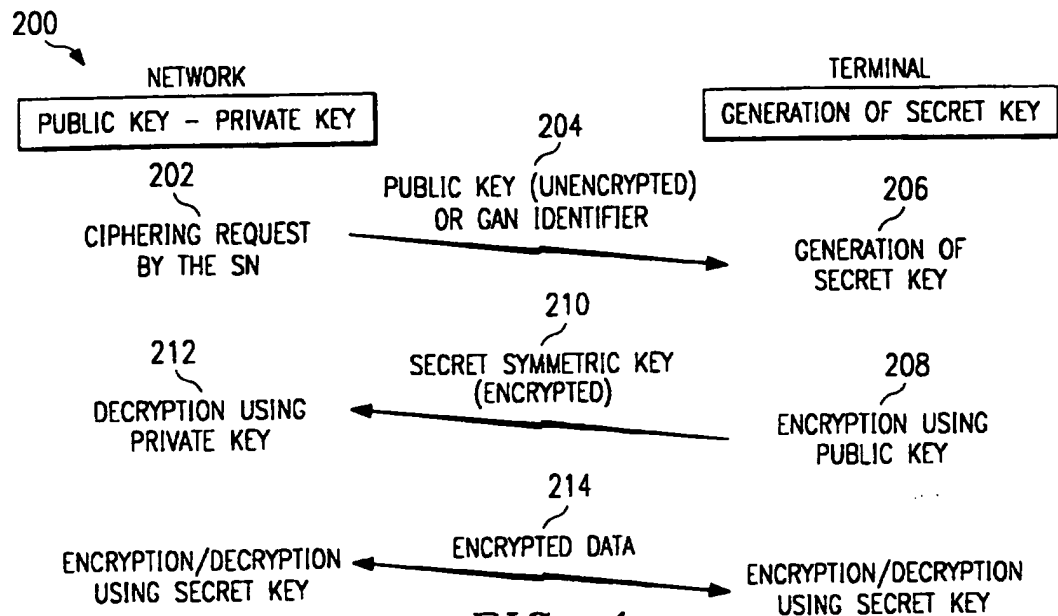 200
NETWORK
TERMINAL
PUBLIC KEY – PRIVATE KEY
GENERATION OF SECRET KEY
202
CIPHERING REQUEST
BY THE SN
204
PUBLIC KEY (UNENCRYPTED)
OR GAN IDENTIFIER
206
GENERATION OF
SECRET KEY
212
DECRYPTION USING
PRIVATE KEY
210
SECRET SYMMETRIC KEY
(ENCRYPTED)
208
ENCRYPTION USING
PUBLIC KEY
214
ENCRYPTED DATA
ENCRYPTION/DECRYPTION
USING SECRET KEY
ENCRYPTION/DECRYPTION
USING SECRET KEY